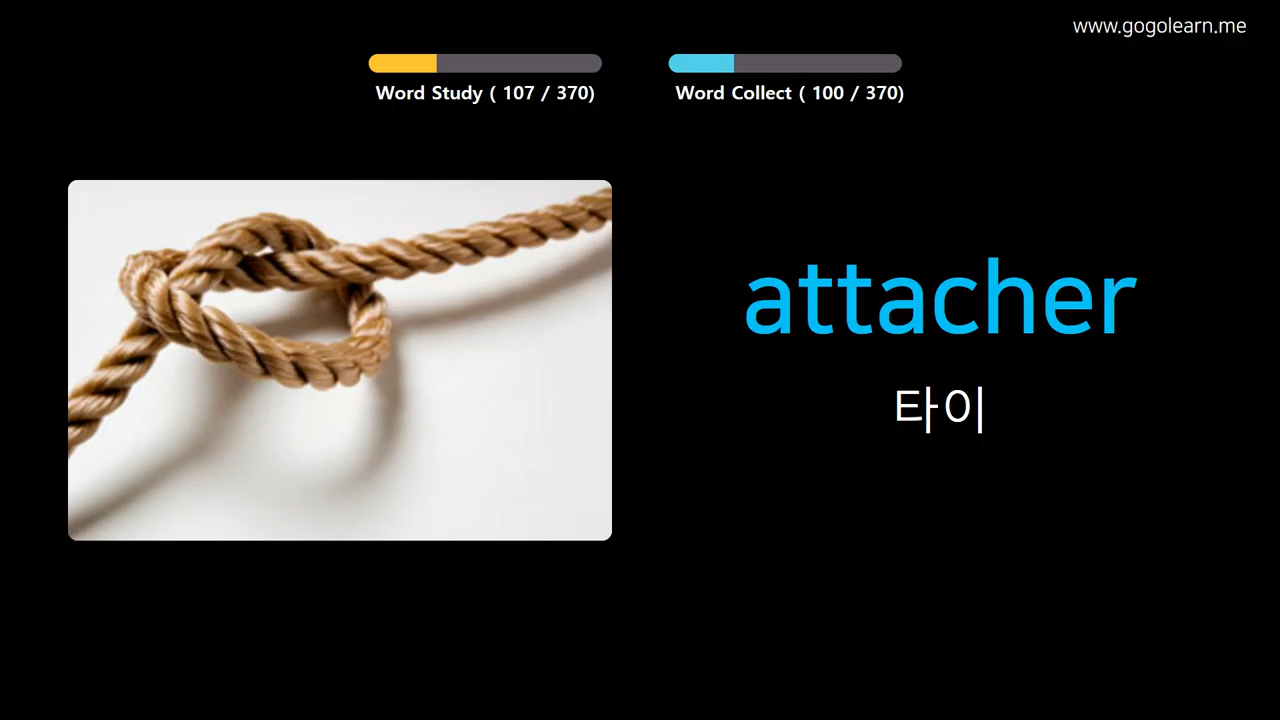 www.gogolearn.me
Word Study ( 107 / 370)
Word Collect ( 100 / 370)
attacher
타이